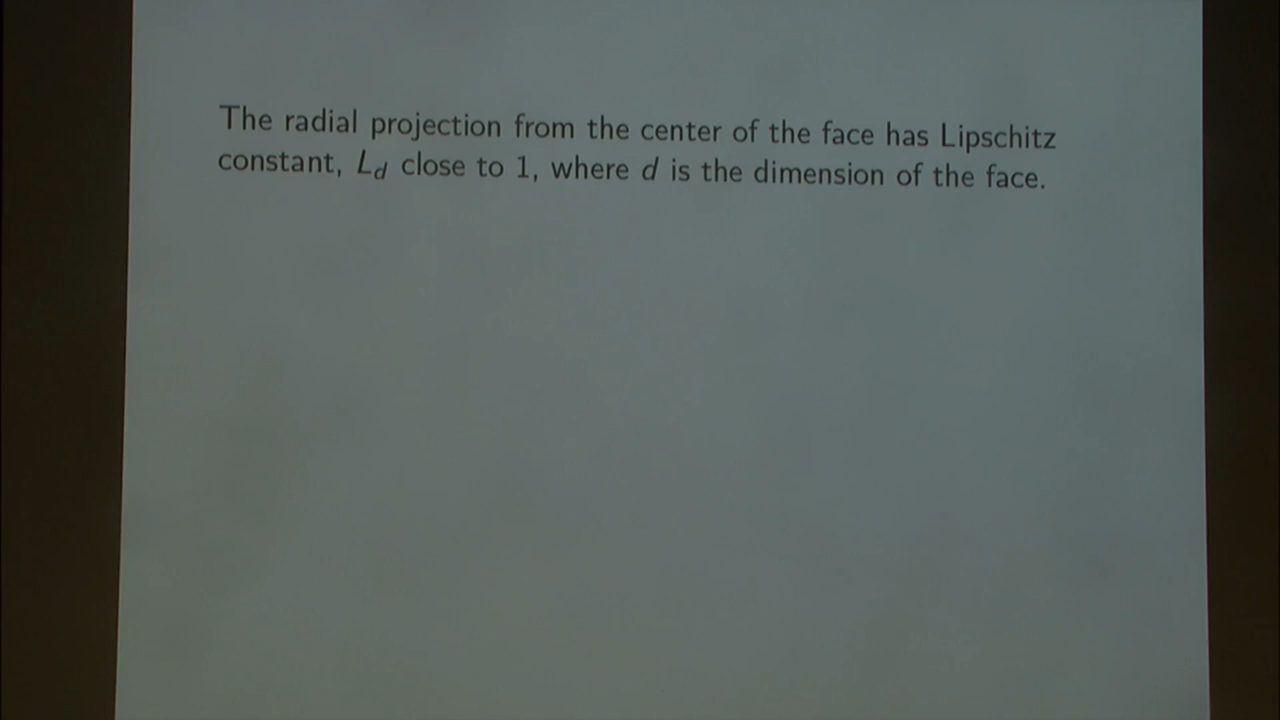 The radial projection from the center of the face has Lipschitz
constant, L_d close to 1, where d is the dimension of the face.